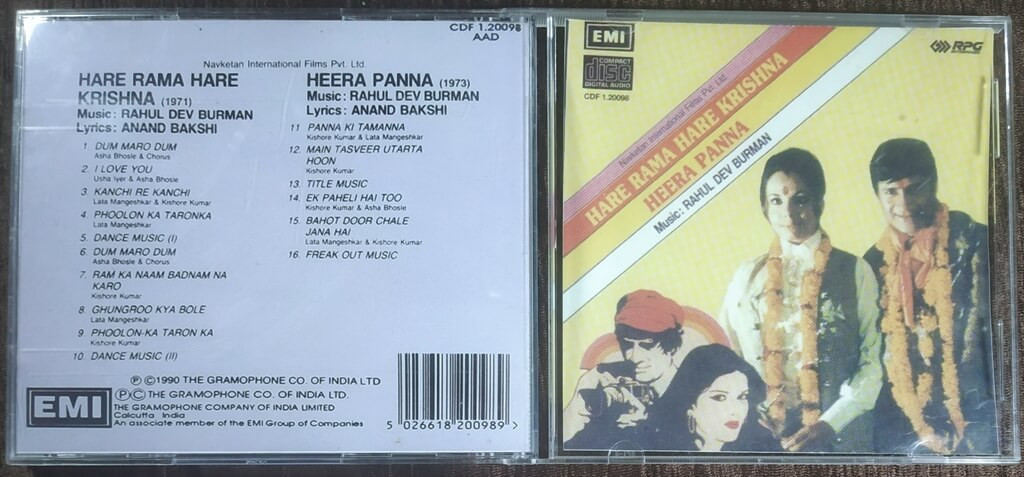 CDF 1.20098
AAD
Navketan International Films Pvt. Ltd.
HARE RAMA HARE
KRISHNA (1971)
Music: RAHUL DEV BURMAN
Lyrics: ANAND BAKSHI
1 DUM MARO DUM
Asha Bhosle & Chorus
2. I LOVE YOU
Usha Iyer & Asha Bhosle
3 KANCHI RE KANCHI
Lata Mangeshkar & Kishore Kumar
4 PHOOLON KA TARONKA
Lata Mangeshkar
5 DANCE MUSIC (I)
6 DUM MARO DUM
Asha Bhosle & Chorus
7. RAM KA NAAM BADNAM NA
KARO
Kishore Kumar
8. GHUNGROO KYA BOLE
Lata Mangeshkar
9 PHOOLON-KA TARON KA
Kishore Kumar
10. DANCE MUSIC (II)
HEERA PANNA (1973)
Music: RAHUL DEV BURMAN
Lyrics: ANAND BAKSHI
11 PANNA KI TAMANNA
Kishore Kumar & Lata Mangeshkar
12. MAIN TASVEER UTARTA
HOON
Kishore Kumar
13. TITLE MUSIC
14. EK PAHELI HAI TOO
Kishore Kumar & Asha Bhosle
15. BAHOT DOOR CHALE
JANA HAI
Lata Mangeshkar & Kishore Kumar
16. FREAK OUT MUSIC
Ⓟ ©1990 THE GRAMOPHONE CO. OF INDIA LTD
Ⓟ© THE GRAMOPHONE CO. OF INDIA LTD.
EMI
THE GRAMOPHONE COMPANY OF INDIA LIMITED
Calcutta India
An associate member of the EMI Group of Companies
5 026618 200989 >
EMI
COMPACT
disc
DIGITAL AUDIO
CDF 1.20098
RPG
Navketan International Films Pvt. Ltd.
HARE RAMA HARE KRISHNA
HEERA PANNA
Music: RAHUL DEV BURMAN